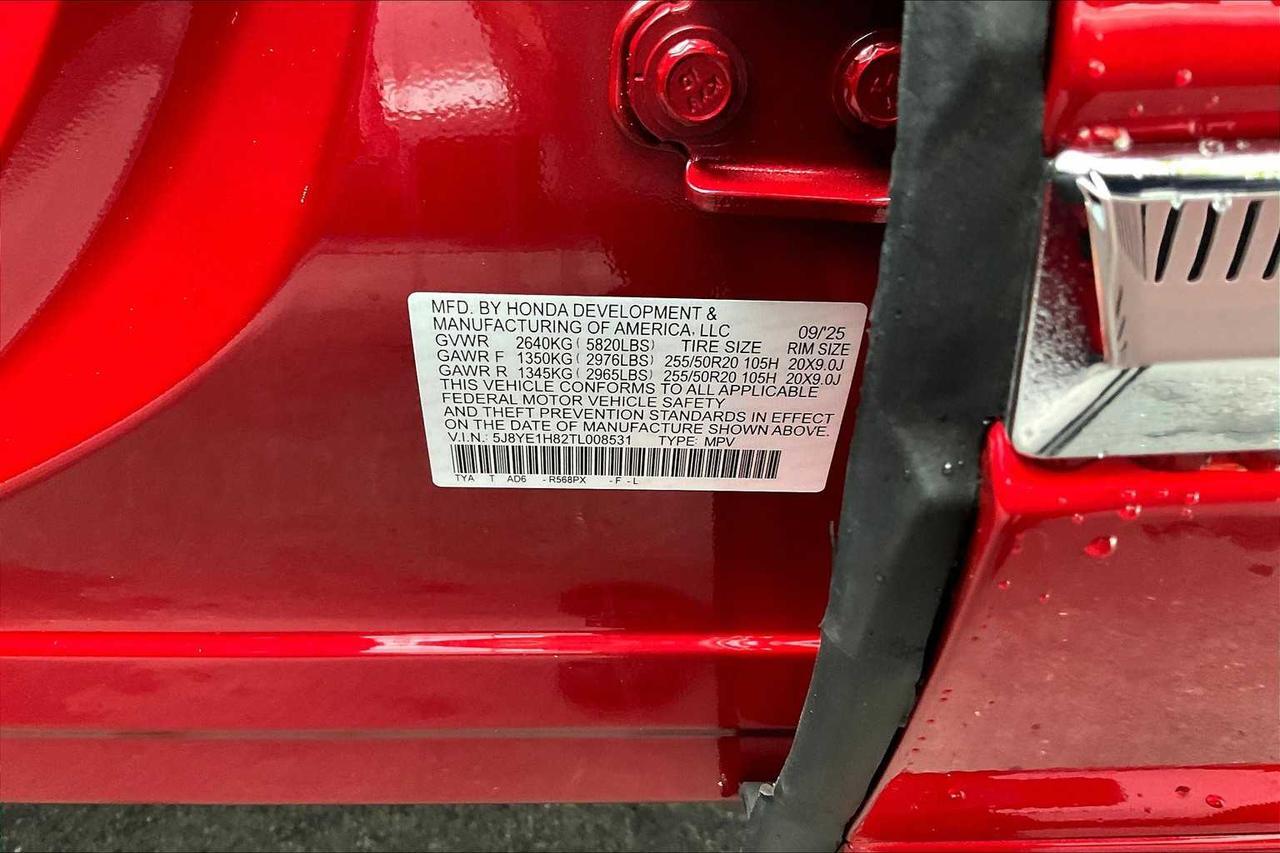 MFD. BY HONDA DEVELOPMENT &
MANUFACTURING OF AMERICA, LLC 09/'25
GVWR 2640KG ( 5820LBS) TIRE SIZE RIM SIZE
GAWR F 1350KG ( 2976LBS) 255/50R20 105H 20X9.0J
GAWR R 1345KG ( 2965LBS) 255/50R20 105H 20X9.0J
THIS VEHICLE CONFORMS TO ALL APPLICABLE
FEDERAL MOTOR VEHICLE SAFETY
AND THEFT PREVENTION STANDARDS IN EFFECT
ON THE DATE OF MANUFACTURE SHOWN ABOVE.
V.I.N.: 5J8YE1H82TL008531 TYPE: MPV
TYA T AD6 - R568PX - F - L